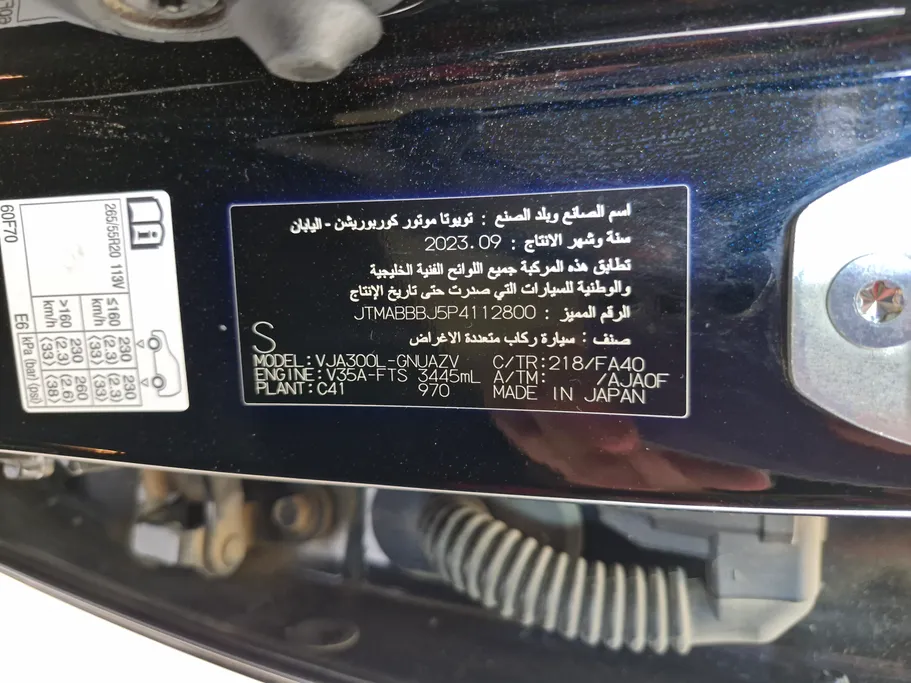 اسم الصانع وبلد الصنع : تويوتا موتور كوربوريشن - اليابان
سنة وشهر الانتاج : 2023.09
تطابق هذه المركبة جميع اللوائح الفنية الخليجية
والوطنية للسيارات التي صدرت حتى تاريخ الإنتاج
الرقم المميز : JTMABBBJ5P4112800
صنف : سيارة ركاب متعددة الاغراض
S
MODEL:VJA300L-GNUAZV C/TR:218/FA40
ENGINE:V35A-FTS 3445mL A/TM: /AJA0F
PLANT:C41 970 MADE IN JAPAN
265/55R20 113V
≤160 km/h 230 (2.3) (33) 230 (2.3) (33)
>160 km/h 230 (2.3) (33) 260 (2.6) (38)
kPa (bar) (psi)
E6
60F70